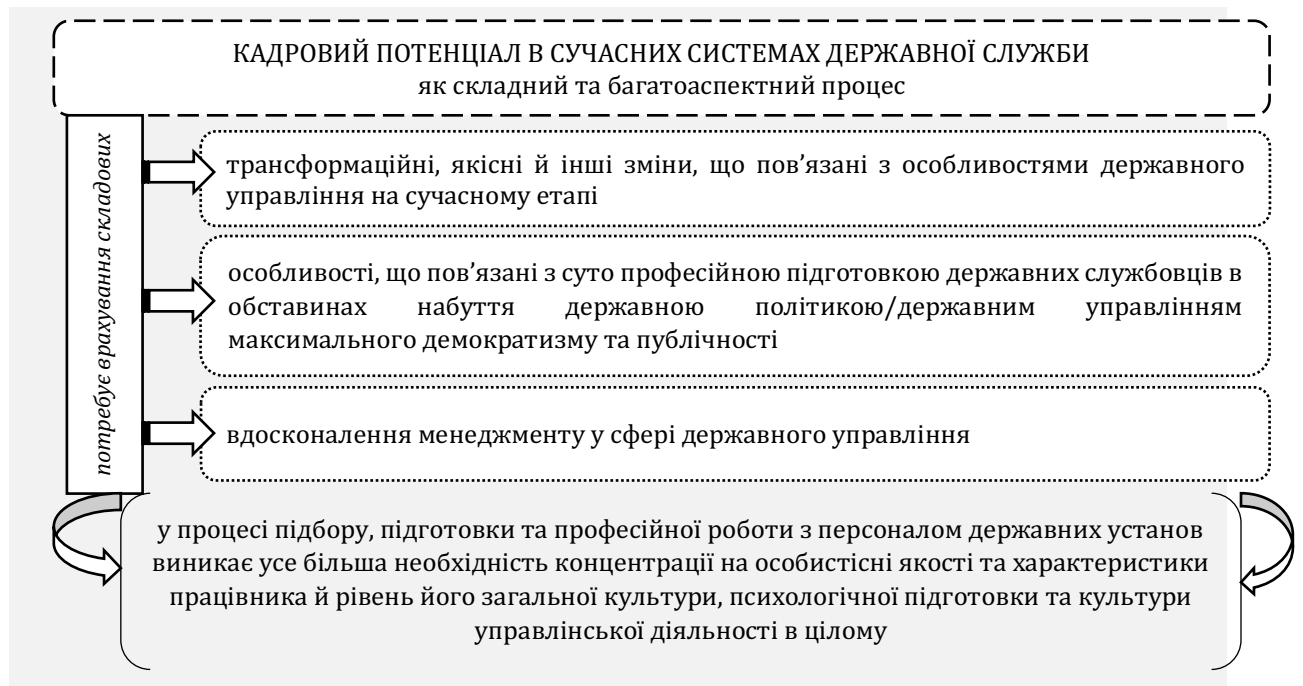 КАДРОВИЙ ПОТЕНЦІАЛ В СУЧАСНИХ СИСТЕМАХ ДЕРЖАВНОЇ СЛУЖБИ
як складний та багатоаспектний процес
потребує врахування складових
трансформаційні, якісні й інші зміни, що пов’язані з особливостями державного
управління на сучасному етапі
особливості, що пов’язані з суто професійною підготовкою державних службовців в
обставинах набуття державною політикою/державним управлінням
максимального демократизму та публічності
вдосконалення менеджменту у сфері державного управління
у процесі підбору, підготовки та професійної роботи з персоналом державних установ
виникає усе більша необхідність концентрації на особистісні якості та характеристики
працівника й рівень його загальної культури, психологічної підготовки та культури
управлінської діяльності в цілому